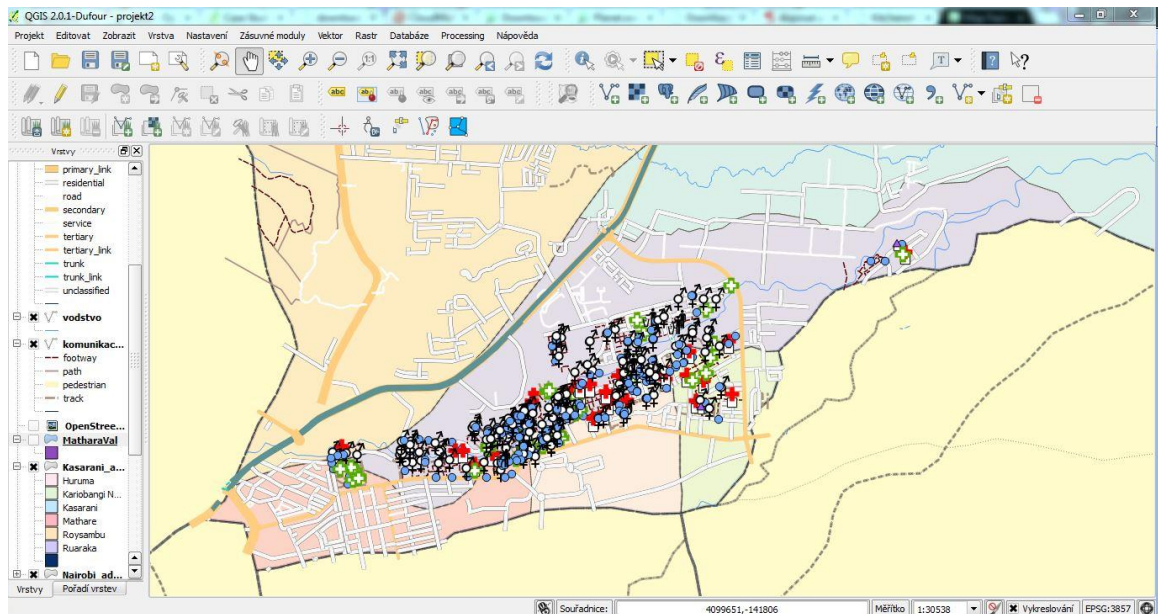 QGIS 2.0.1-Dufour - projekt2
Projekt Editovat Zobrazit Vrstva Nastavení Zásuvné moduly Vektor Rastr Databáze Processing Nápověda
Vrstvy
primary_link
residential
road
secondary
service
tertiary
tertiary_link
trunk
trunk_link
unclassified
vodstvo
komunikac...
footway
path
pedestrian
track
OpenStree...
MatharaVal
Kasarani_a...
Huruma
Kariobangi N...
Kasarani
Mathare
Roysambu
Ruaraka
Nairobi_ad...
Vrstvy Pořadí vrstev
Souřadnice: 4099651,-141806 Měřítko 1:30538 Vykreslování EPSG:3857